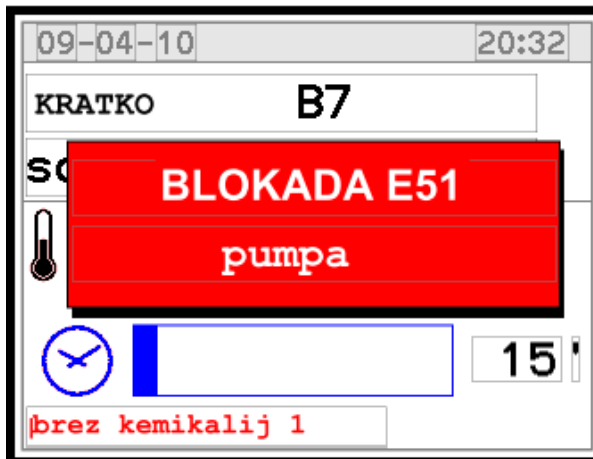 09-04-10 20:32
KRATKO B7
BLOKADA E51
pumpa
15'
brez kemikalij 1